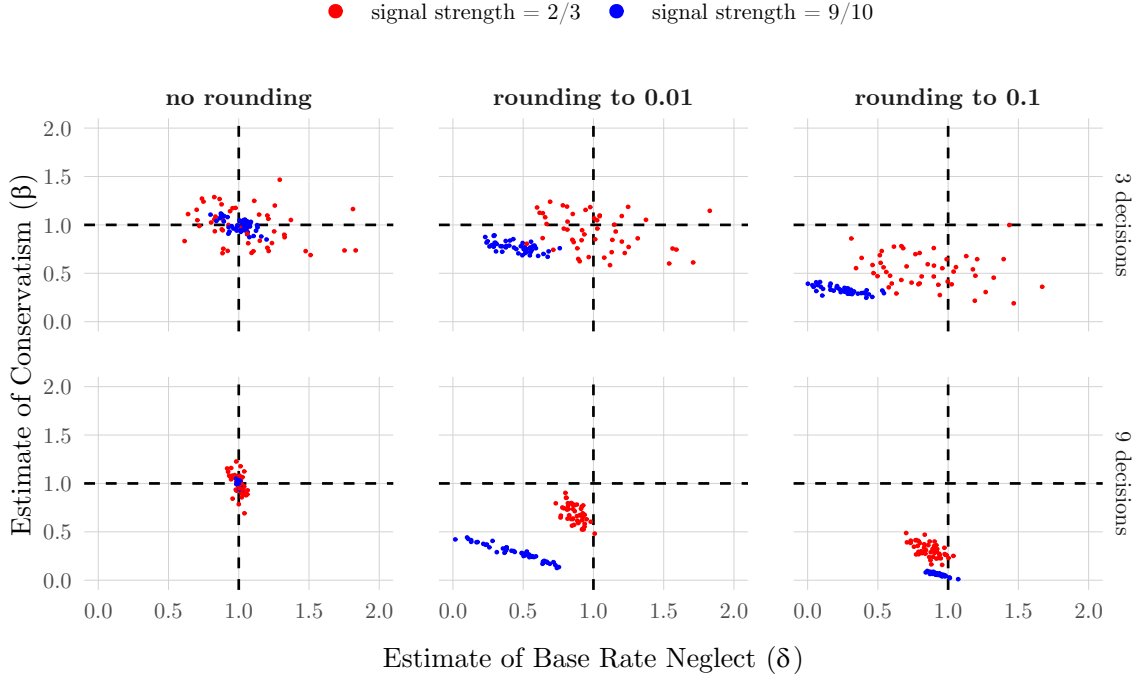 signal strength = 2/3 signal strength = 9/10
no rounding rounding to 0.01 rounding to 0.1
2.0
1.5
1.0
0.5
0.0
3 decisions
2.0
1.5
1.0
0.5
0.0
9 decisions
0.0 0.5 1.0 1.5 2.0 0.0 0.5 1.0 1.5 2.0 0.0 0.5 1.0 1.5 2.0
Estimate of Conservatism (β)
Estimate of Base Rate Neglect (δ)